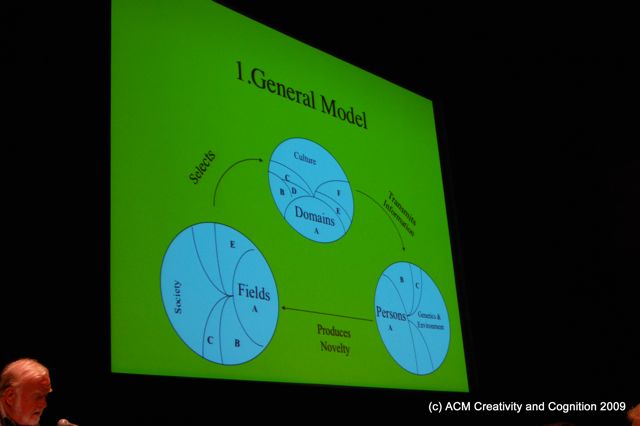 1.General Model
Selects
Culture
C
B
D
F
E
Domains
A
Transmits
Information
E
Society
Fields
A
C
B
B
C
Persons
A
Genetics &
Environment
Produces
Novelty
(c) ACM Creativity and Cognition 2009